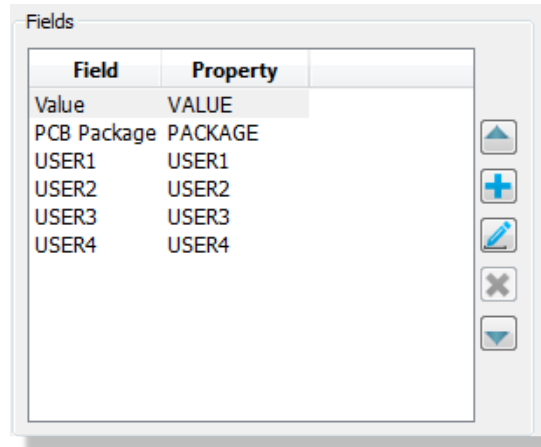 Fields
Field Property
Value VALUE
PCB Package PACKAGE
USER1 USER1
USER2 USER2
USER3 USER3
USER4 USER4